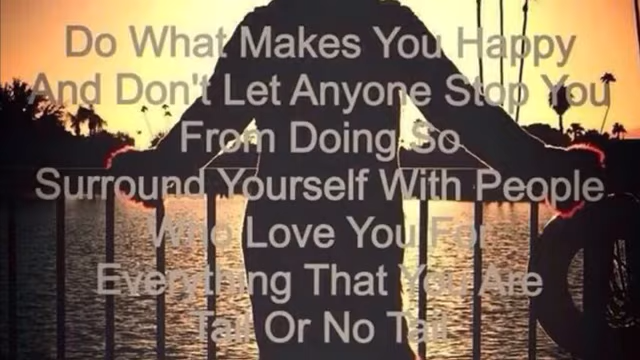 Do What Makes You Happy
And Don't Let Anyone Stop You
From Doing So
Surround Yourself With People
Who Love You For
Everything That You Are
Tail Or No Tail